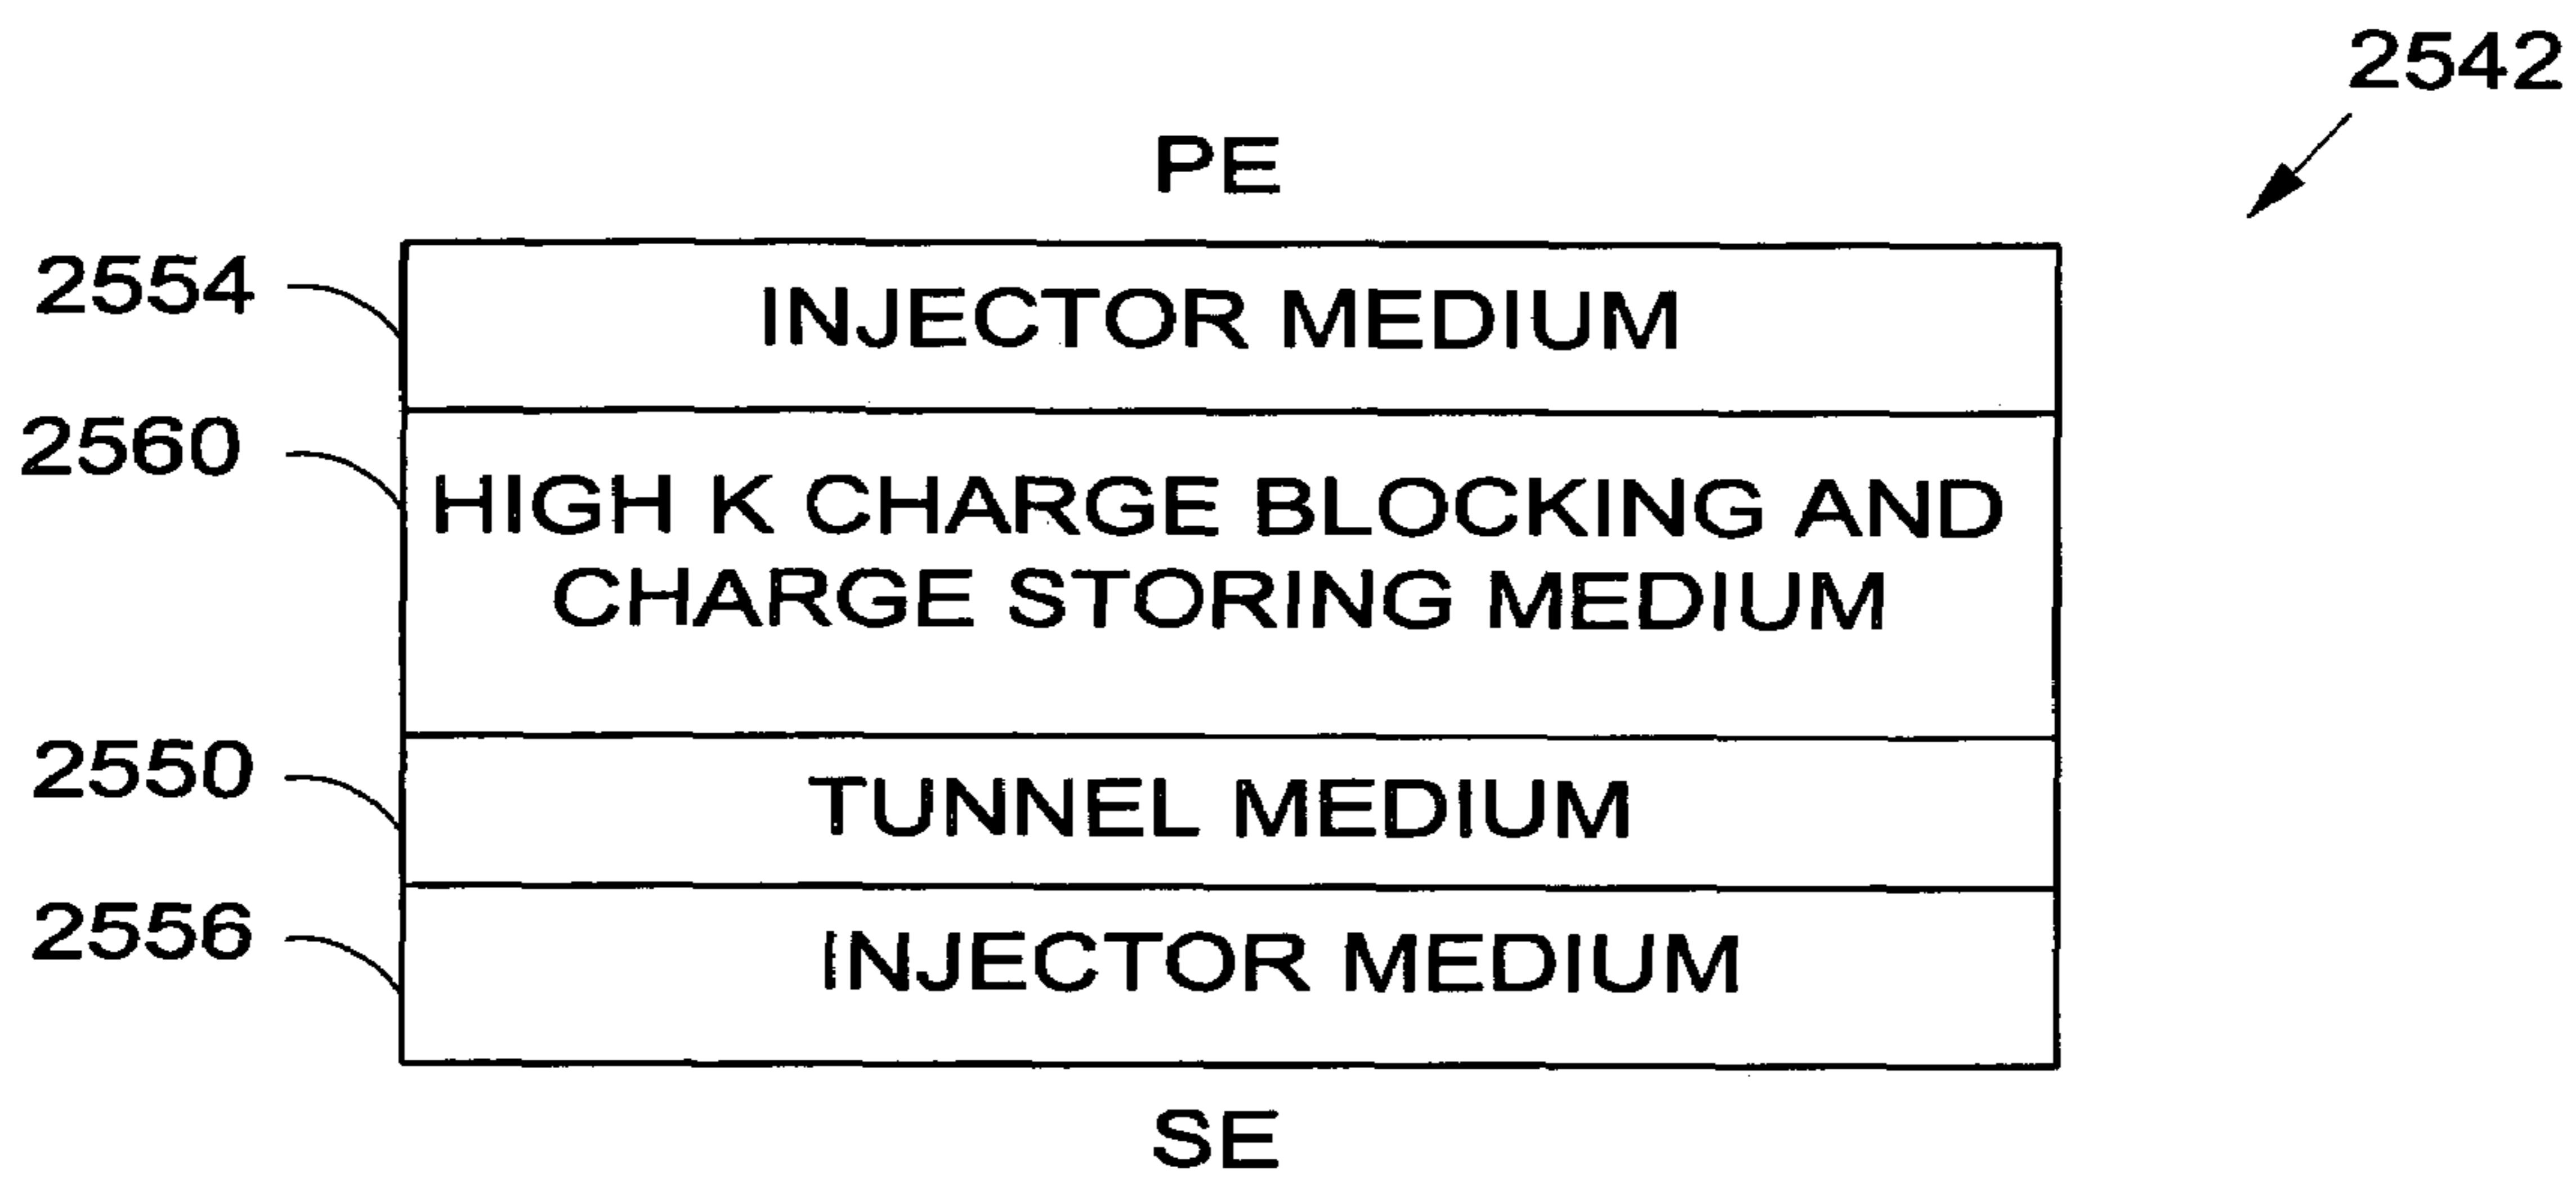 2542
PE
2554
INJECTOR MEDIUM
2560
HIGH K CHARGE BLOCKING AND
CHARGE STORING MEDIUM
2550
TUNNEL MEDIUM
2556
INJECTOR MEDIUM
SE